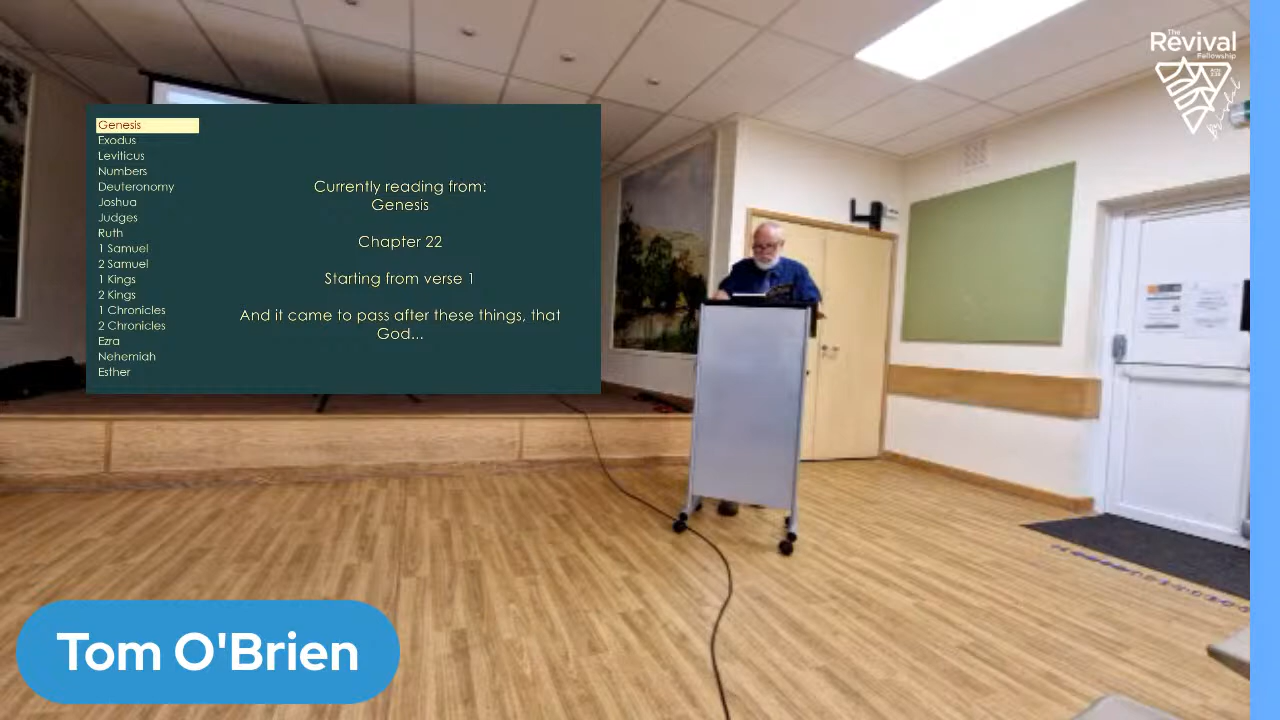 The
Revival
Fellowship
Genesis
Exodus
Leviticus
Numbers
Deuteronomy
Joshua
Judges
Ruth
1 Samuel
2 Samuel
1 Kings
2 Kings
1 Chronicles
2 Chronicles
Ezra
Nehemiah
Esther
Currently reading from:
Genesis
Chapter 22
Starting from verse 1
And it came to pass after these things, that
God...
Tom O'Brien